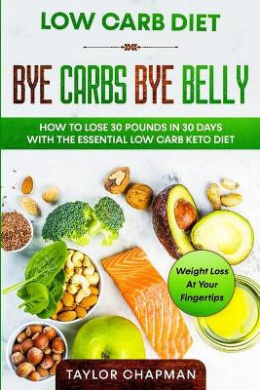 LOW CARB DIET
BYE CARBS BYE BELLY
HOW TO LOSE 30 POUNDS IN 30 DAYS
WITH THE ESSENTIAL LOW CARB KETO DIET
Weight Loss
At Your
Fingertips
TAYLOR CHAPMAN